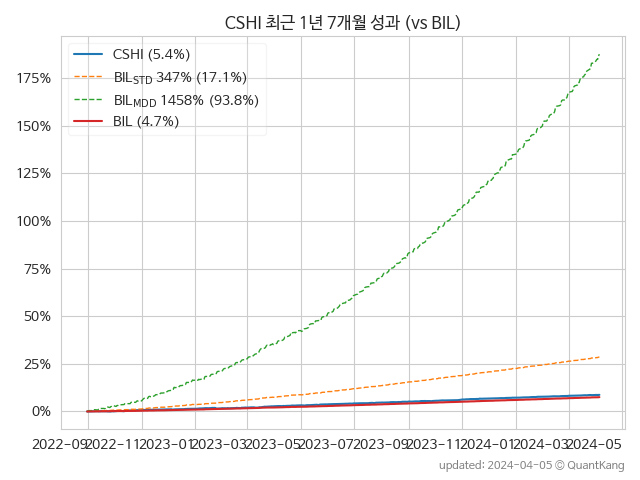 CSHI 최근 1년 7개월 성과 (vs BIL)
CSHI (5.4%)
BIL_STD 347% (17.1%)
BIL_MDD 1458% (93.8%)
BIL (4.7%)
175%
150%
125%
100%
75%
50%
25%
0%
2022-09 2022-11 2023-01 2023-03 2023-05 2023-07 2023-09 2023-11 2024-01 2024-03 2024-05
updated: 2024-04-05 © QuantKang